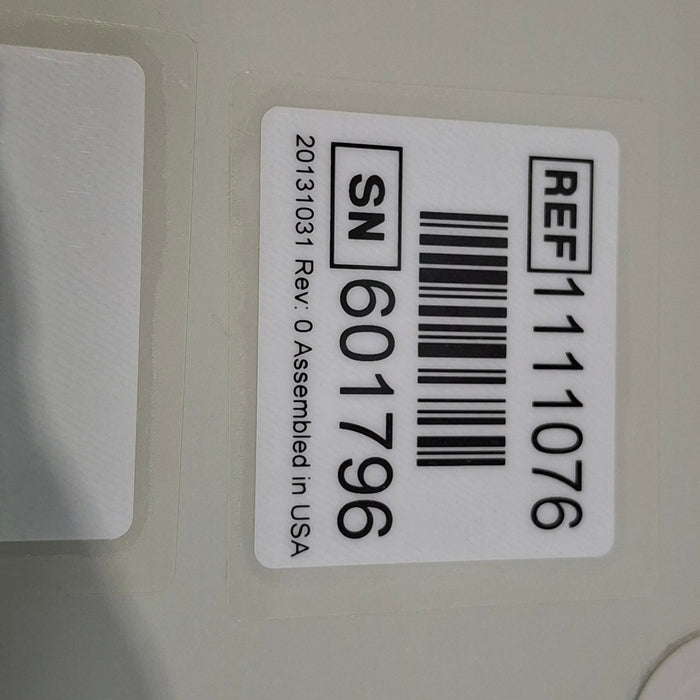 REF 1111076
SN 601796
20131031 Rev: 0 Assembled in USA